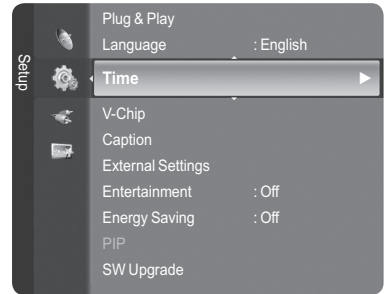 Setup
Plug & Play
Language : English
Time
V-Chip
Caption
External Settings
Entertainment : Off
Energy Saving : Off
PIP
SW Upgrade